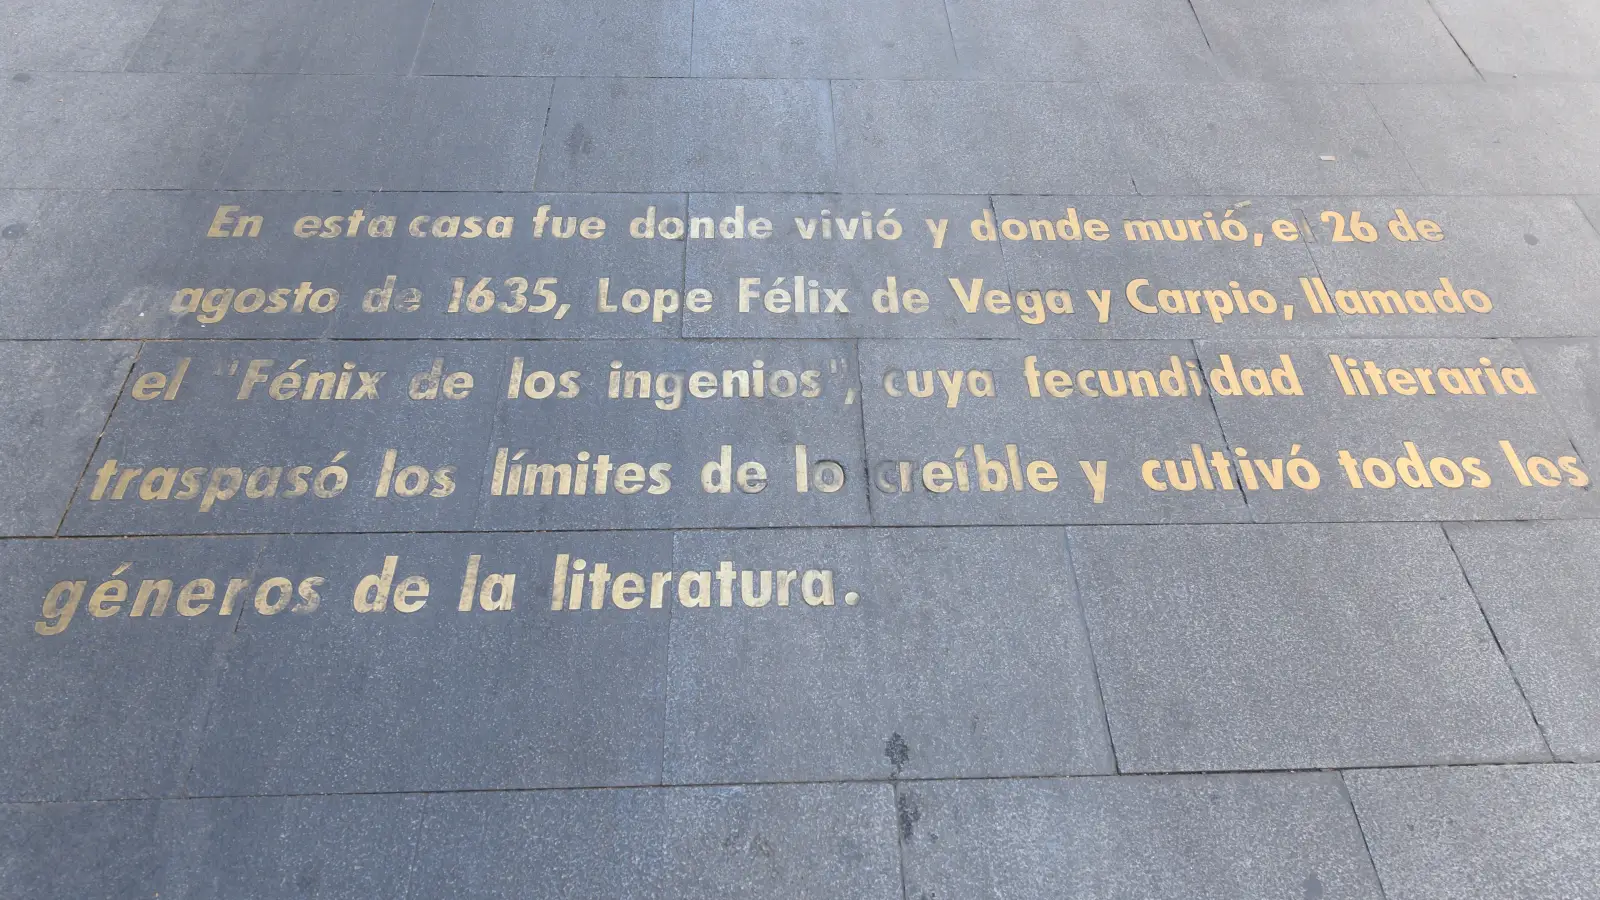 En esta casa fue donde vivió y donde murió, el 26 de
agosto de 1635, Lope Félix de Vega y Carpio, llamado
el "Fénix de los ingenios", cuya fecundidad literaria
traspasó los límites de lo creíble y cultivó todos los
géneros de la literatura.